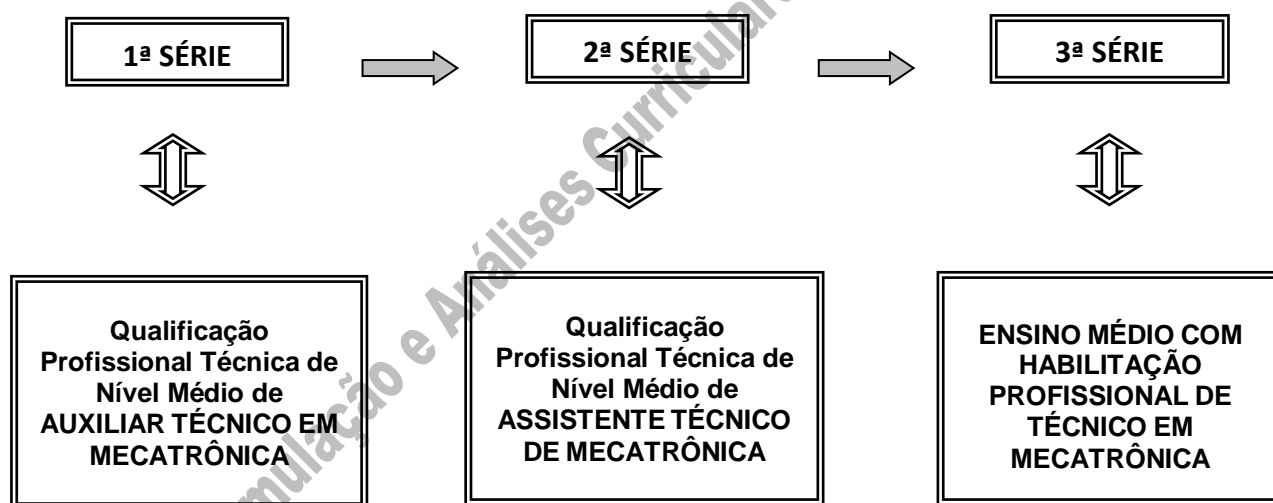 1ª SÉRIE
2ª SÉRIE
3ª SÉRIE
Qualificação
Profissional Técnica de
Nível Médio de
AUXILIAR TÉCNICO EM
MECATRÔNICA
Qualificação
Profissional Técnica de
Nível Médio de
ASSISTENTE TÉCNICO
DE MECATRÔNICA
ENSINO MÉDIO COM
HABILITAÇÃO
PROFISSIONAL DE
TÉCNICO EM
MECATRÔNICA
e Análises